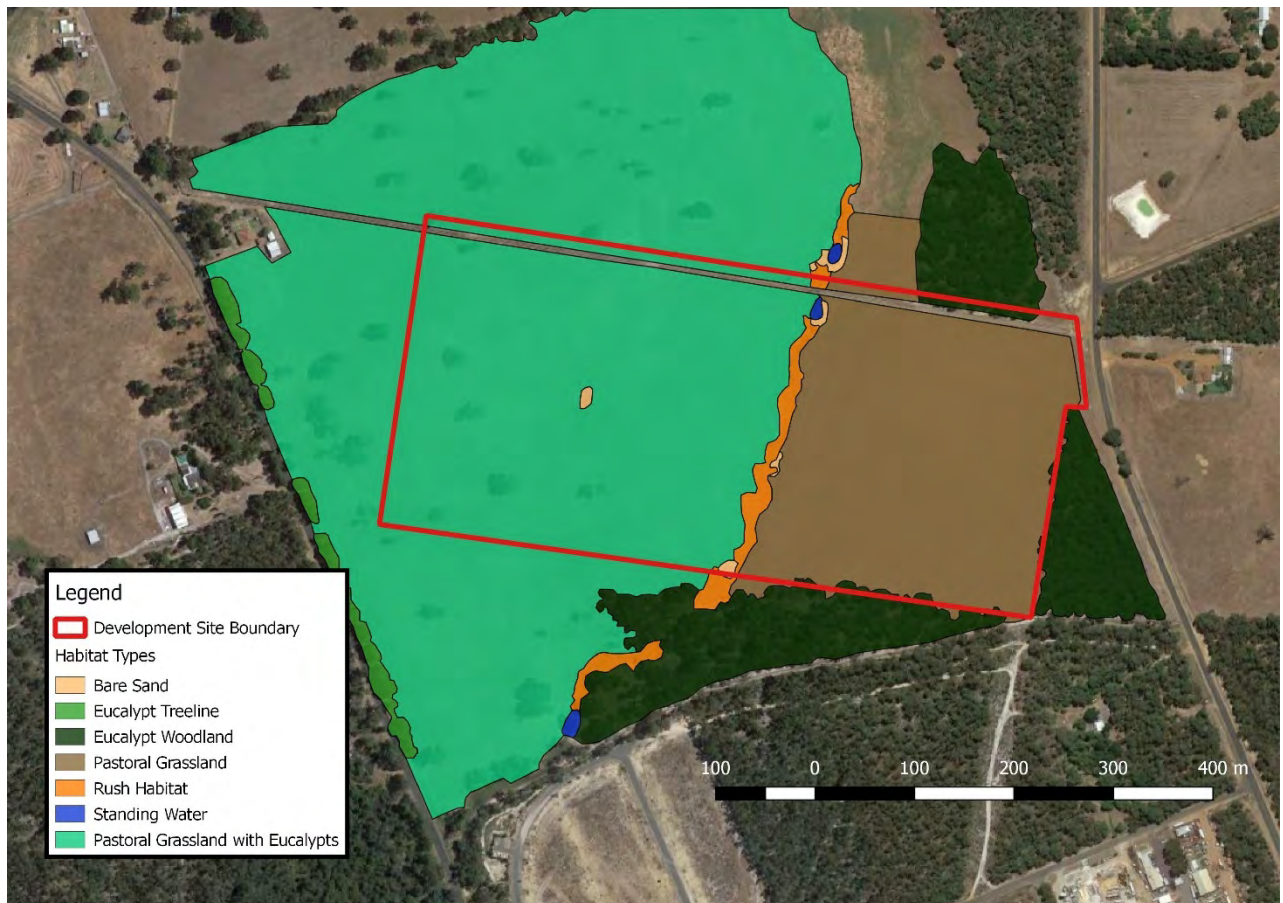 Legend
Development Site Boundary
Habitat Types
Bare Sand
Eucalypt Treeline
Eucalypt Woodland
Pastoral Grassland
Rush Habitat
Standing Water
Pastoral Grassland with Eucalypts
100 0 100 200 300 400 m